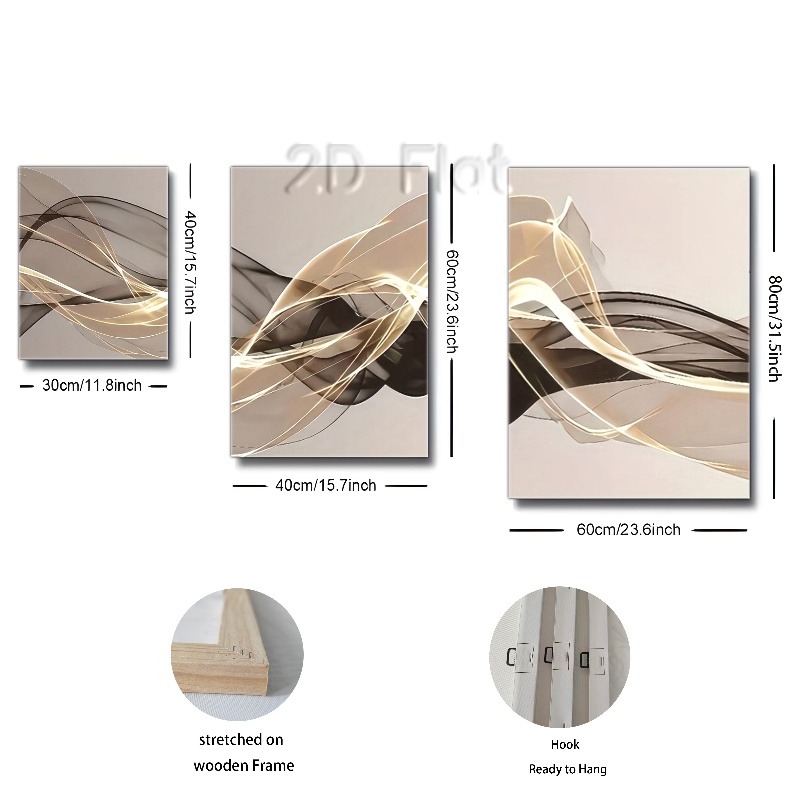 2D Flat
40cm/15.7inch
30cm/11.8inch
60cm/23.6inch
40cm/15.7inch
80cm/31.5inch
60cm/23.6inch
stretched on
wooden Frame
Hook
Ready to Hang